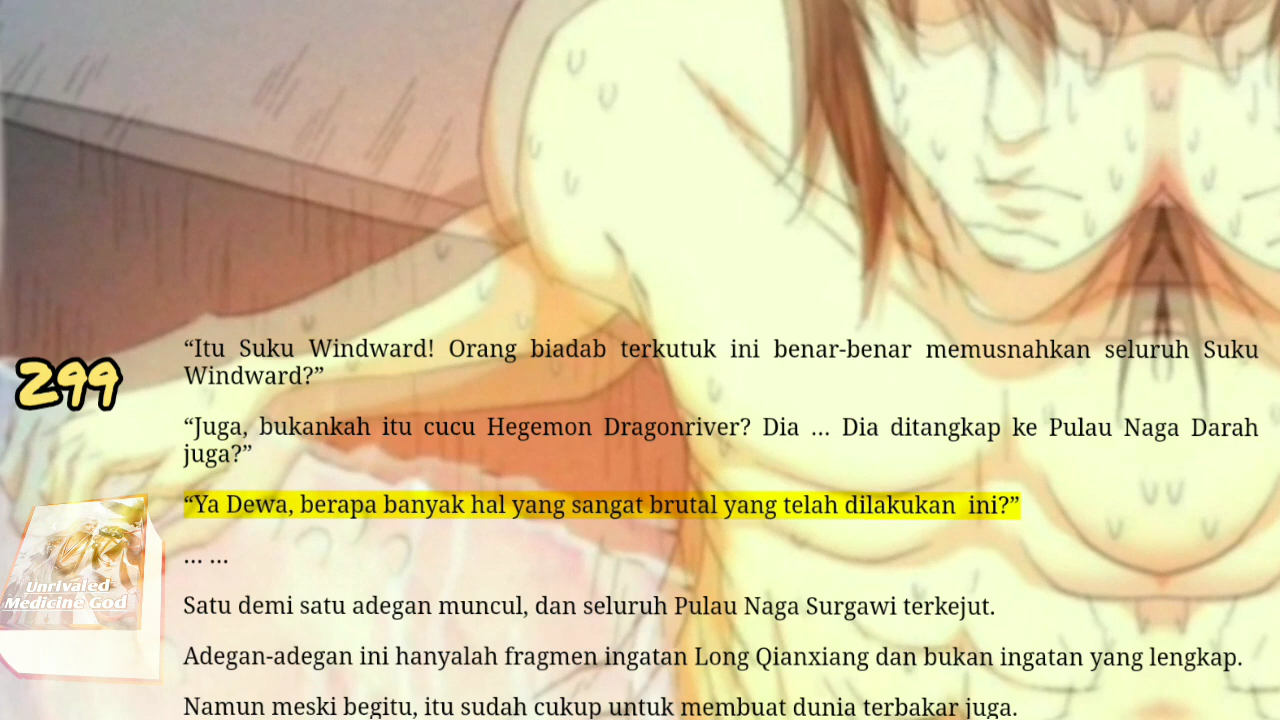 “Itu Suku Windward! Orang biadab terkutuk ini benar-benar memusnahkan seluruh Suku
Windward?”
299
“Juga, bukankah itu cucu Hegemon Dragonriver? Dia ... Dia ditangkap ke Pulau Naga Darah
juga?”
“Ya Dewa, berapa banyak hal yang sangat brutal yang telah dilakukan  ini?”
... ...
Unrivaled
Medicine God
Satu demi satu adegan muncul, dan seluruh Pulau Naga Surgawi terkejut.
Adegan-adegan ini hanyalah fragmen ingatan Long Qianxiang dan bukan ingatan yang lengkap.
Namun meski begitu, itu sudah cukup untuk membuat dunia terbakar juga.